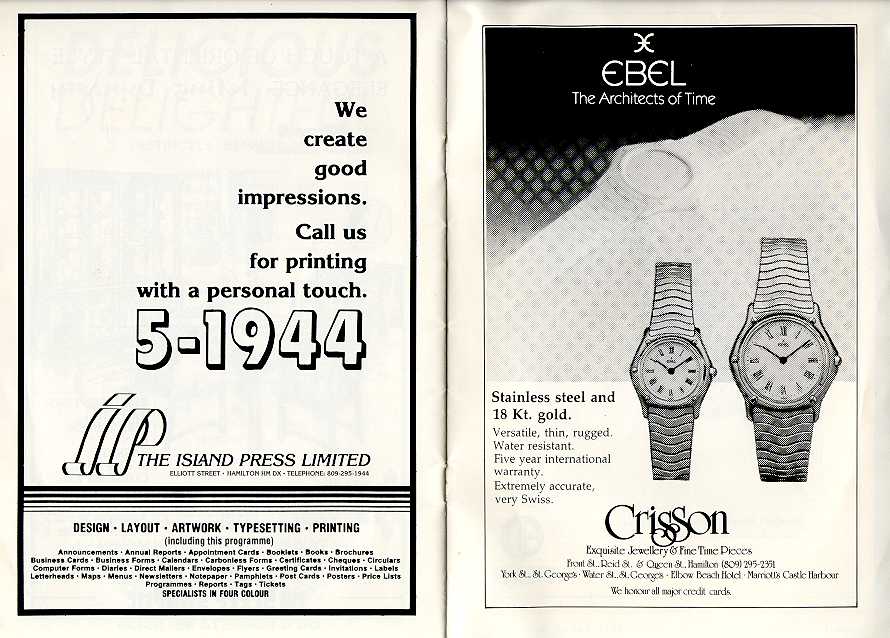 We
create
good
impressions.
Call us
for printing
with a personal touch.
5-1944
iip
THE ISLAND PRESS LIMITED
ELLIOTT STREET · HAMILTON HM DX · TELEPHONE: 809-295-1944
DESIGN · LAYOUT · ARTWORK · TYPESETTING · PRINTING
(including this programme)
Announcements · Annual Reports · Appointment Cards · Booklets · Books · Brochures
Business Cards · Business Forms · Calendars · Carbonless Forms · Certificates · Cheques · Circulars
Computer Forms · Diaries · Direct Mailers · Envelopes · Flyers · Greeting Cards · Invitations · Labels
Letterheads · Maps · Menus · Newsletters · Notepaper · Pamphlets · Post Cards · Posters · Price Lists
Programmes · Reports · Tags · Tickets
SPECIALISTS IN FOUR COLOUR
EBEL
The Architects of Time
EBEL
EBEL
Stainless steel and
18 Kt. gold.
Versatile, thin, rugged.
Water resistant.
Five year international
warranty.
Extremely accurate,
very Swiss.
Crisson
Exquisite Jewellery & Fine Time Pieces
Front St., Reid St., & Queen St., Hamilton (809) 295-2351
York St., St. George's · Water St., St. George's · Elbow Beach Hotel · Marriott's Castle Harbour
We honour all major credit cards.